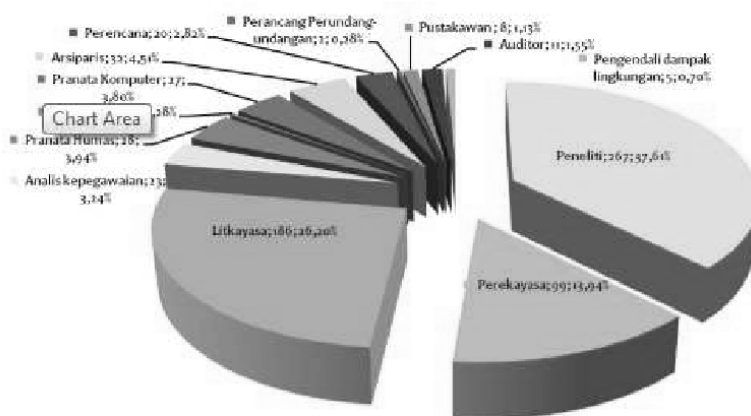 Perencana; 20; 2,82%
Perancang Perundang-
undangan; 2; 0,28%
Pustakawan; 8; 1,13%
Auditor; 11; 1,55%
Pengendali dampak
lingkungan; 5; 0,70%
Arsiparis; 32; 4,51%
Pranata Komputer; 27;
3,80%
Chart Area
Pranata Humas; 28;
3,94%
Analis kepegawaian; 23;
3,24%
Peneliti; 267; 37,61%
Litkayasa; 186; 26,20%
Perekayasa; 99; 13,94%